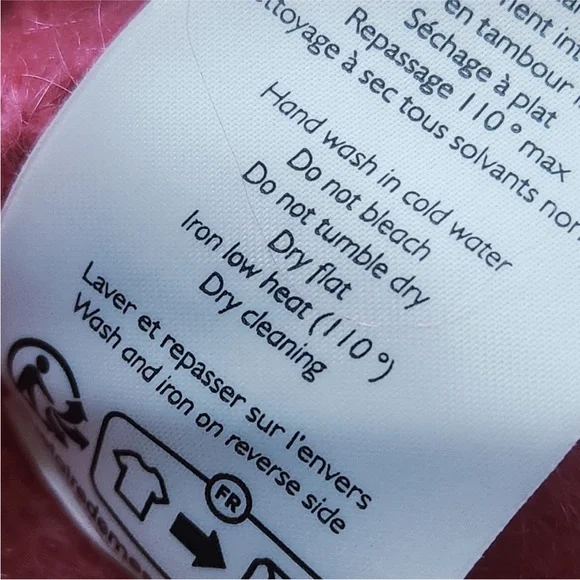 en tambour
Séchage à plat
Repassage 110° max
à sec tous solvants
Hand wash in cold water
Do not bleach
Do not tumble dry
Dry flat
Iron low heat (110°)
Dry cleaning
Laver et repasser sur l'envers
Wash and iron on reverse side
FR